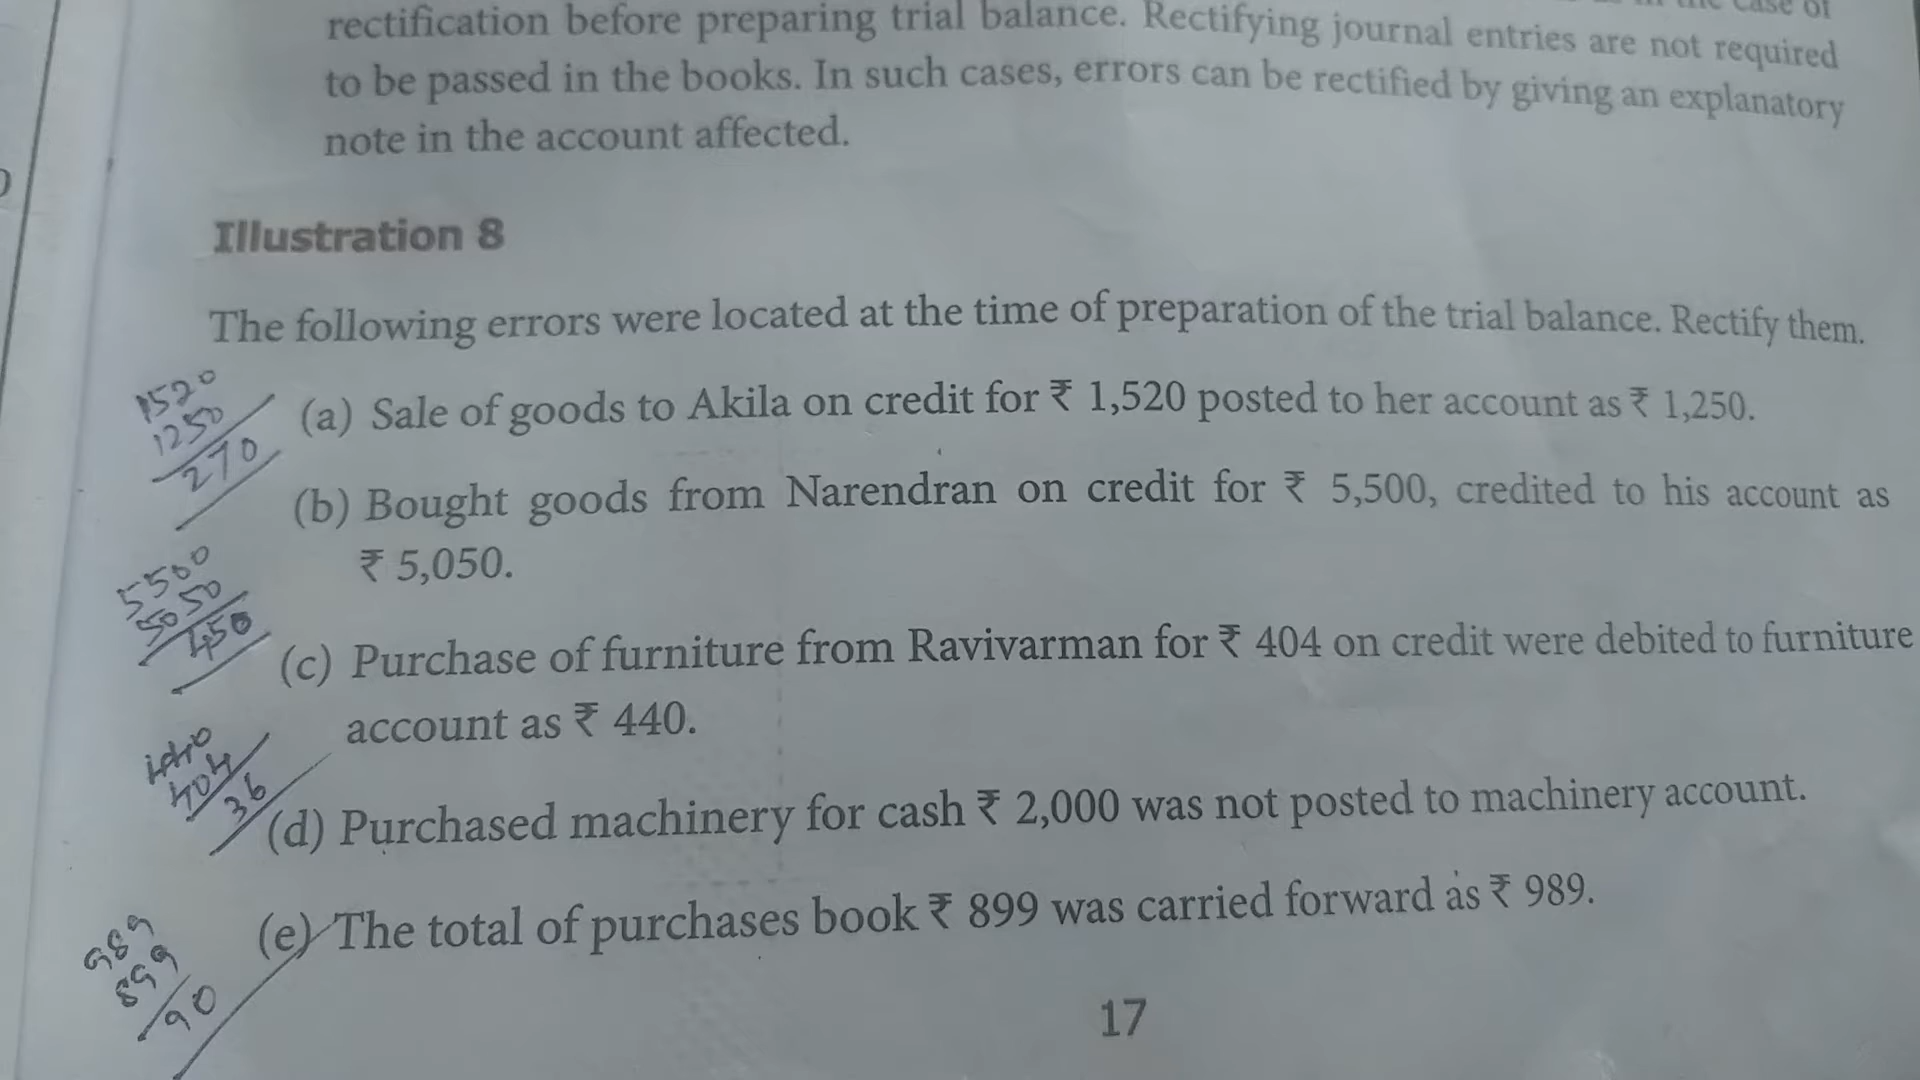 rectification before preparing trial balance. Rectifying journal entries are not required
to be passed in the books. In such cases, errors can be rectified by giving an explanatory
note in the account affected.
Illustration 8
The following errors were located at the time of preparation of the trial balance. Rectify them.
1520
1250
270
(a) Sale of goods to Akila on credit for ₹ 1,520 posted to her account as ₹ 1,250.
(b) Bought goods from Narendran on credit for ₹ 5,500, credited to his account as
₹ 5,050.
5500
5050
450
(c) Purchase of furniture from Ravivarman for ₹ 404 on credit were debited to furniture
account as ₹ 440.
440
404
36
(d) Purchased machinery for cash ₹ 2,000 was not posted to machinery account.
(e) The total of purchases book ₹ 899 was carried forward as ₹ 989.
989
899
90
17